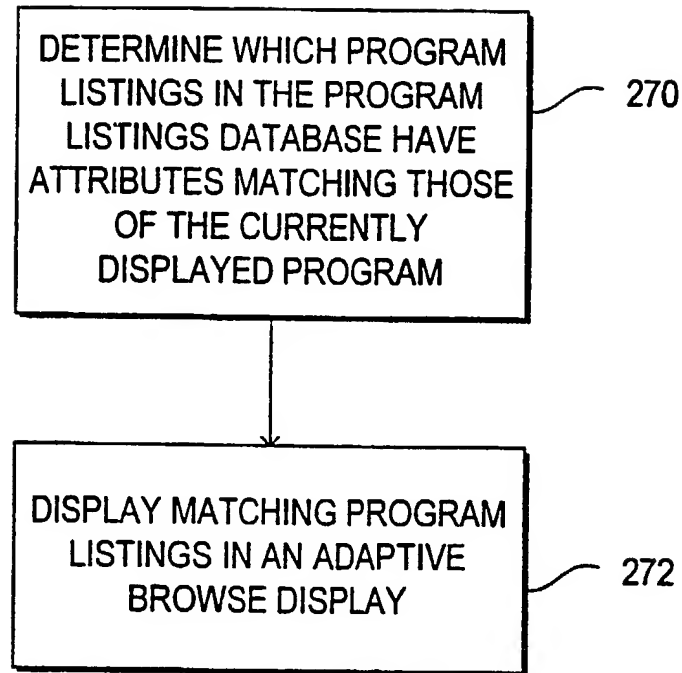 DETERMINE WHICH PROGRAM
LISTINGS IN THE PROGRAM
LISTINGS DATABASE HAVE
ATTRIBUTES MATCHING THOSE
OF THE CURRENTLY
DISPLAYED PROGRAM
270
DISPLAY MATCHING PROGRAM
LISTINGS IN AN ADAPTIVE
BROWSE DISPLAY
272